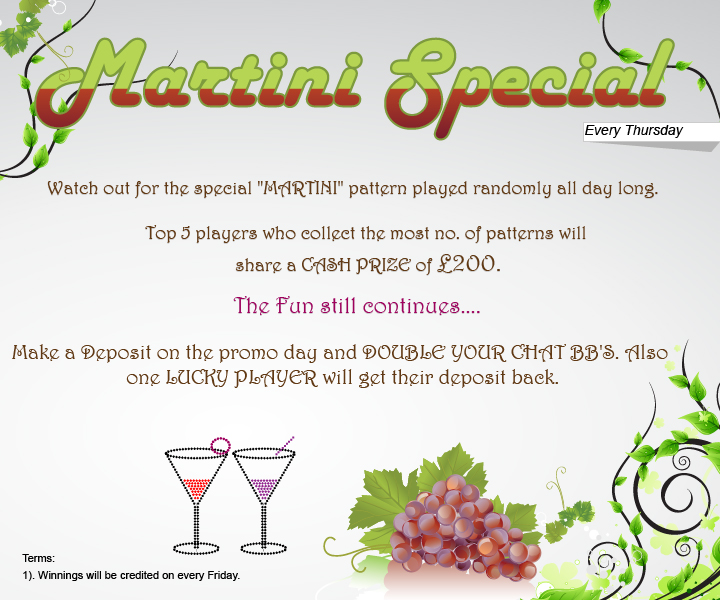 Martini Special
Every Thursday
Watch out for the special "MARTINI" pattern played randomly all day long.
Top 5 players who collect the most no. of patterns will
share a CASH PRIZE of £200.
The Fun still continues....
Make a Deposit on the promo day and DOUBLE YOUR CHAT BB'S. Also
one LUCKY PLAYER will get their deposit back.
Terms:
1). Winnings will be credited on every Friday.